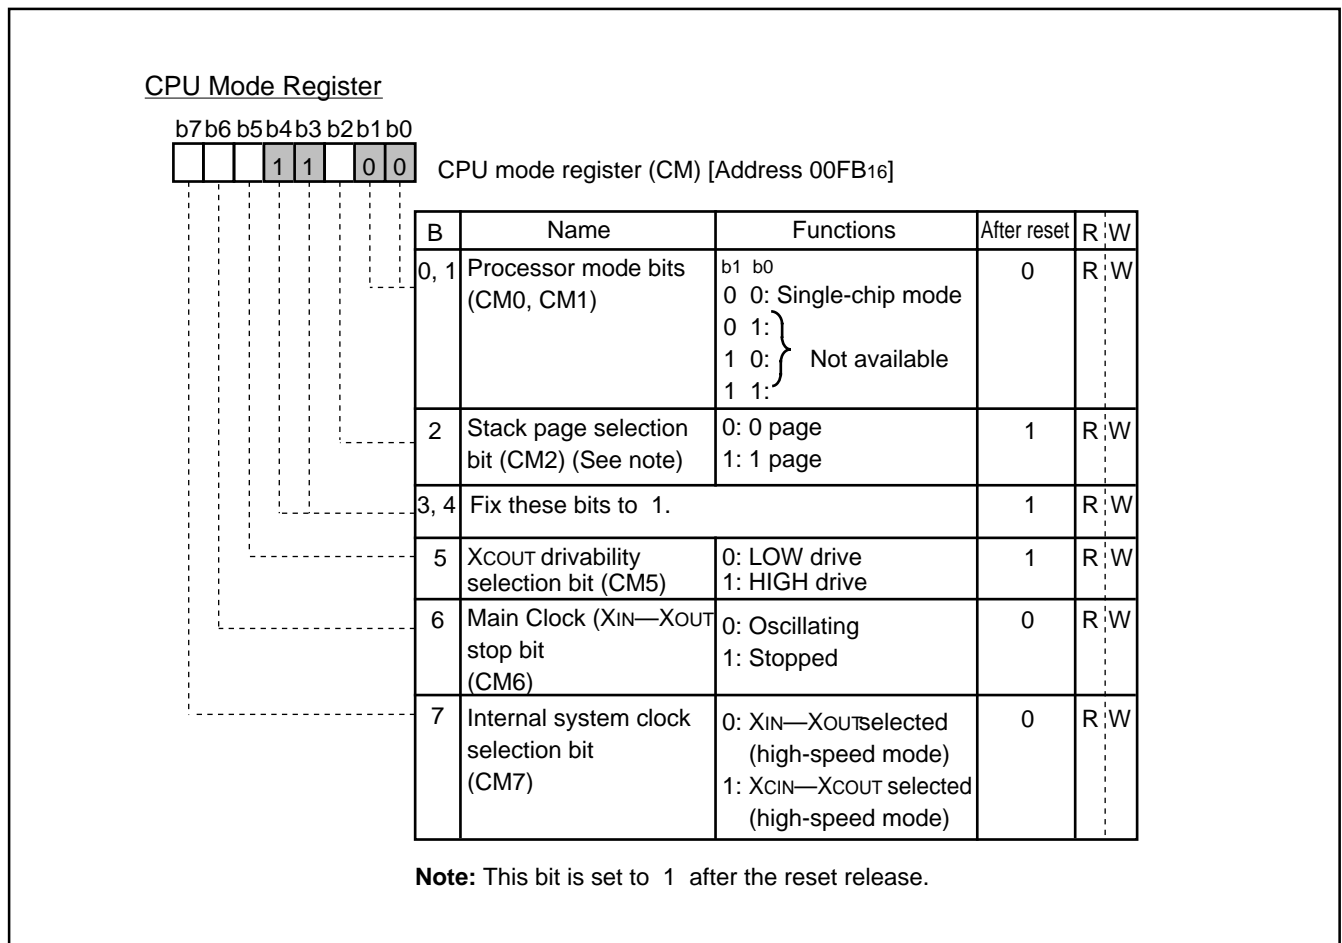 CPU Mode Register
b7 b6 b5 b4 b3 b2 b1 b0
1 1 0 0
CPU mode register (CM) [Address 00FB16]
B Name Functions After reset R W
0, 1 Processor mode bits (CM0, CM1)
b1 b0
0 0: Single-chip mode
0 1:
1 0: Not available
1 1:
0 R W
2 Stack page selection bit (CM2) (See note)
0: 0 page
1: 1 page
1 R W
3, 4 Fix these bits to 1.
1 R W
5 XCOUT drivability selection bit (CM5)
0: LOW drive
1: HIGH drive
1 R W
6 Main Clock (XIN—XOUT stop bit (CM6)
0: Oscillating
1: Stopped
0 R W
7 Internal system clock selection bit (CM7)
0: XIN—XOUTselected
(high-speed mode)
1: XCIN—XCOUT selected
(high-speed mode)
0 R W
Note: This bit is set to 1 after the reset release.